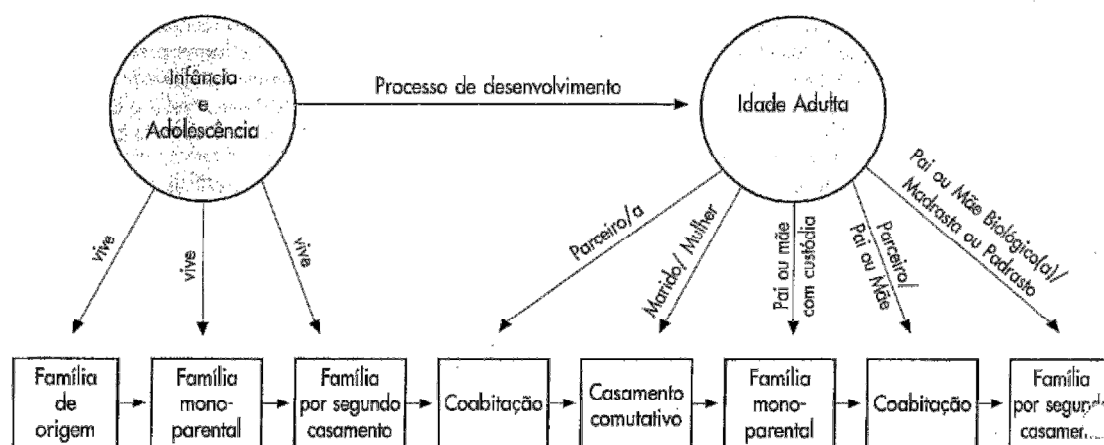 Infância
e
Adolescência
Processo de desenvolvimento
Idade Adulta
vive
vive
vive
Parceiro/a
Marido/ Mulher
Pai ou mãe
com custódia
Parceiro/
Pai ou Mãe
Pai ou Mãe Biológico(a)/
Madrasta ou Padrasto
Família
de
origem
Família
mono-
parental
Família
por segundo
casamento
Coabitação
Casamento
comutativo
Família
mono-
parental
Coabitação
Família
por segundo